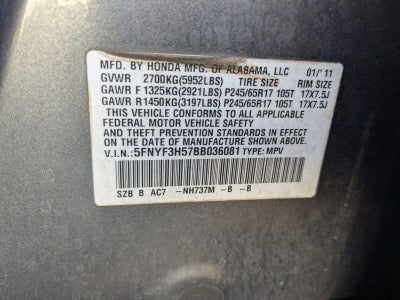 MFD. BY HONDA MFG. OF ALABAMA, LLC 01/'11
GVWR 2700KG(5952LBS) TIRE SIZE RIM SIZE
GAWR F 1325KG(2921LBS) P245/65R17 105T 17X7.5J
GAWR R1450KG(3197LBS) P245/65R17 105T 17X7.5J
THIS VEHICLE CONFORMS TO ALL APPLICABLE
FEDERAL MOTOR VEHICLE SAFETY AND
THEFT PREVENTION STANDARDS IN EFFECT ON
THE DATE OF MANUFACTURE SHOWN ABOVE.
V.I.N.: 5FNYF3H57BB036081 TYPE: MPV
SZB B AC7 -NH737M -B -B